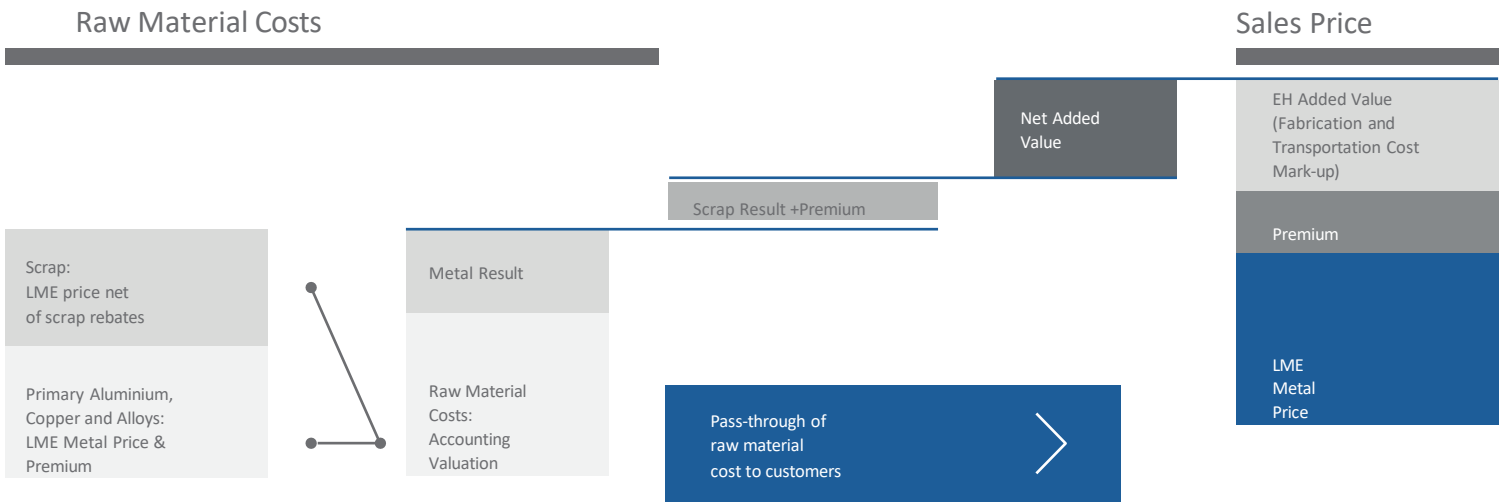 Raw Material Costs
Sales Price
Scrap:
LME price net
of scrap rebates
Primary Aluminium,
Copper and Alloys:
LME Metal Price &
Premium
Metal Result
Raw Material
Costs:
Accounting
Valuation
Scrap Result +Premium
Pass-through of
raw material
cost to customers
Net Added
Value
EH Added Value
(Fabrication and
Transportation Cost
Mark-up)
Premium
LME
Metal
Price